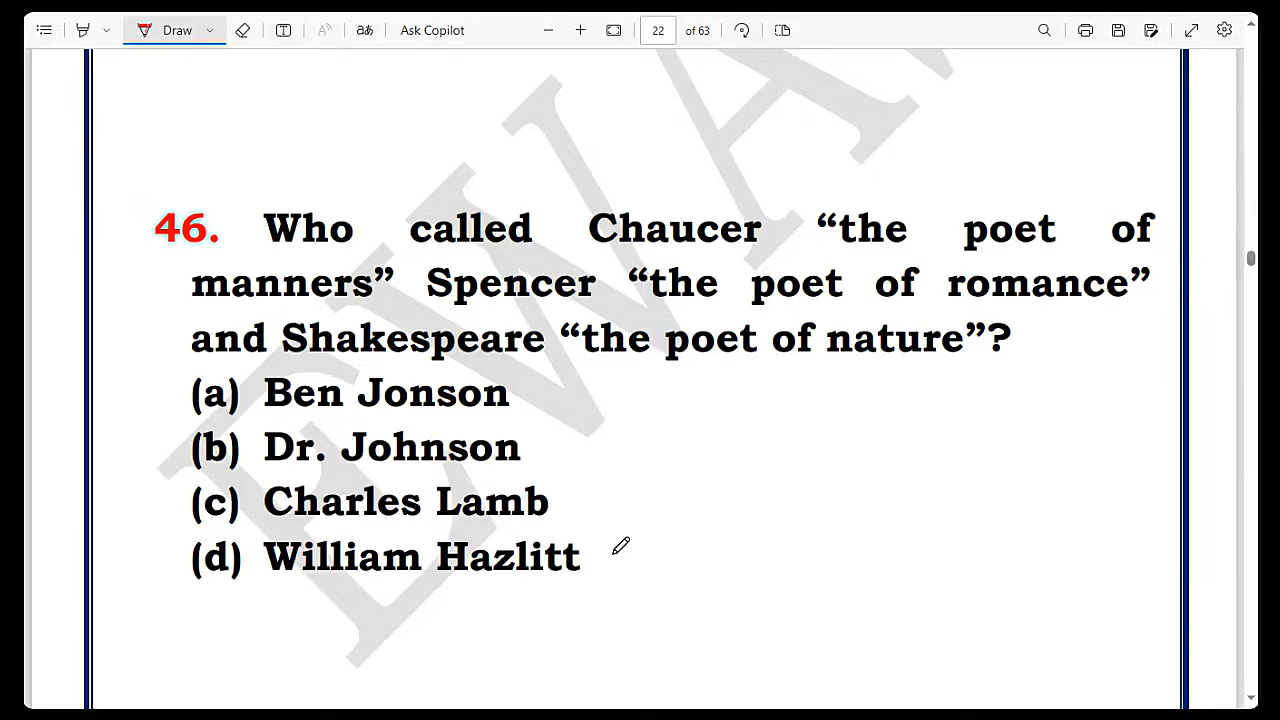 Draw
Ask Copilot
22 of 63
46. Who called Chaucer “the poet of
manners” Spencer “the poet of romance”
and Shakespeare “the poet of nature”?
(a) Ben Jonson
(b) Dr. Johnson
(c) Charles Lamb
(d) William Hazlitt